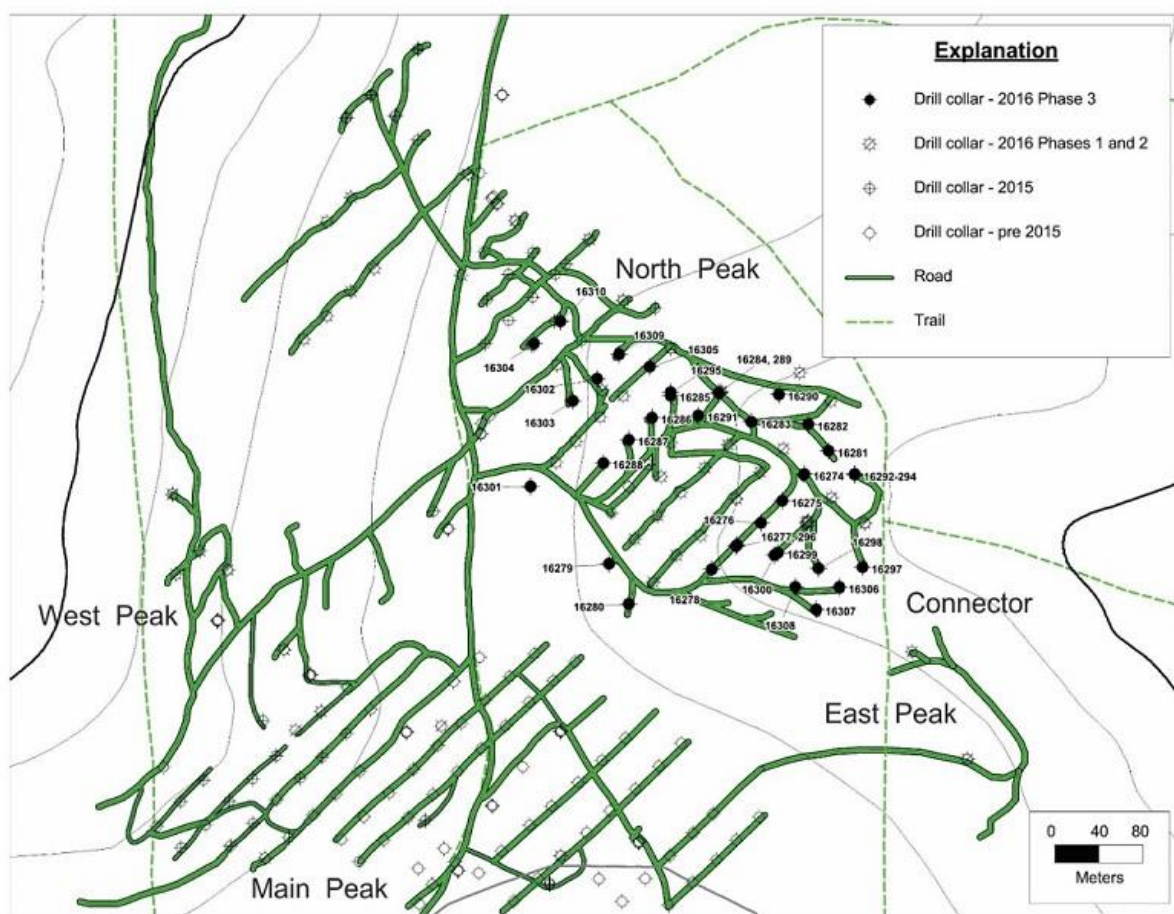 Explanation
Drill collar - 2016 Phase 3
Drill collar - 2016 Phases 1 and 2
Drill collar - 2015
Drill collar - pre 2015
Road
Trail
North Peak
16310
16309
16305
16304
16284, 289
16295
16302
16285
16290
16303
16286
16291
16283
16282
16287
16281
16288
16274
16292-294
16301
16275
16276
16277, 296
16298
16299
16279
16297
16300
16306
16280
16278
16307
16308
West Peak
Connector
East Peak
Main Peak
0 40 80
Meters